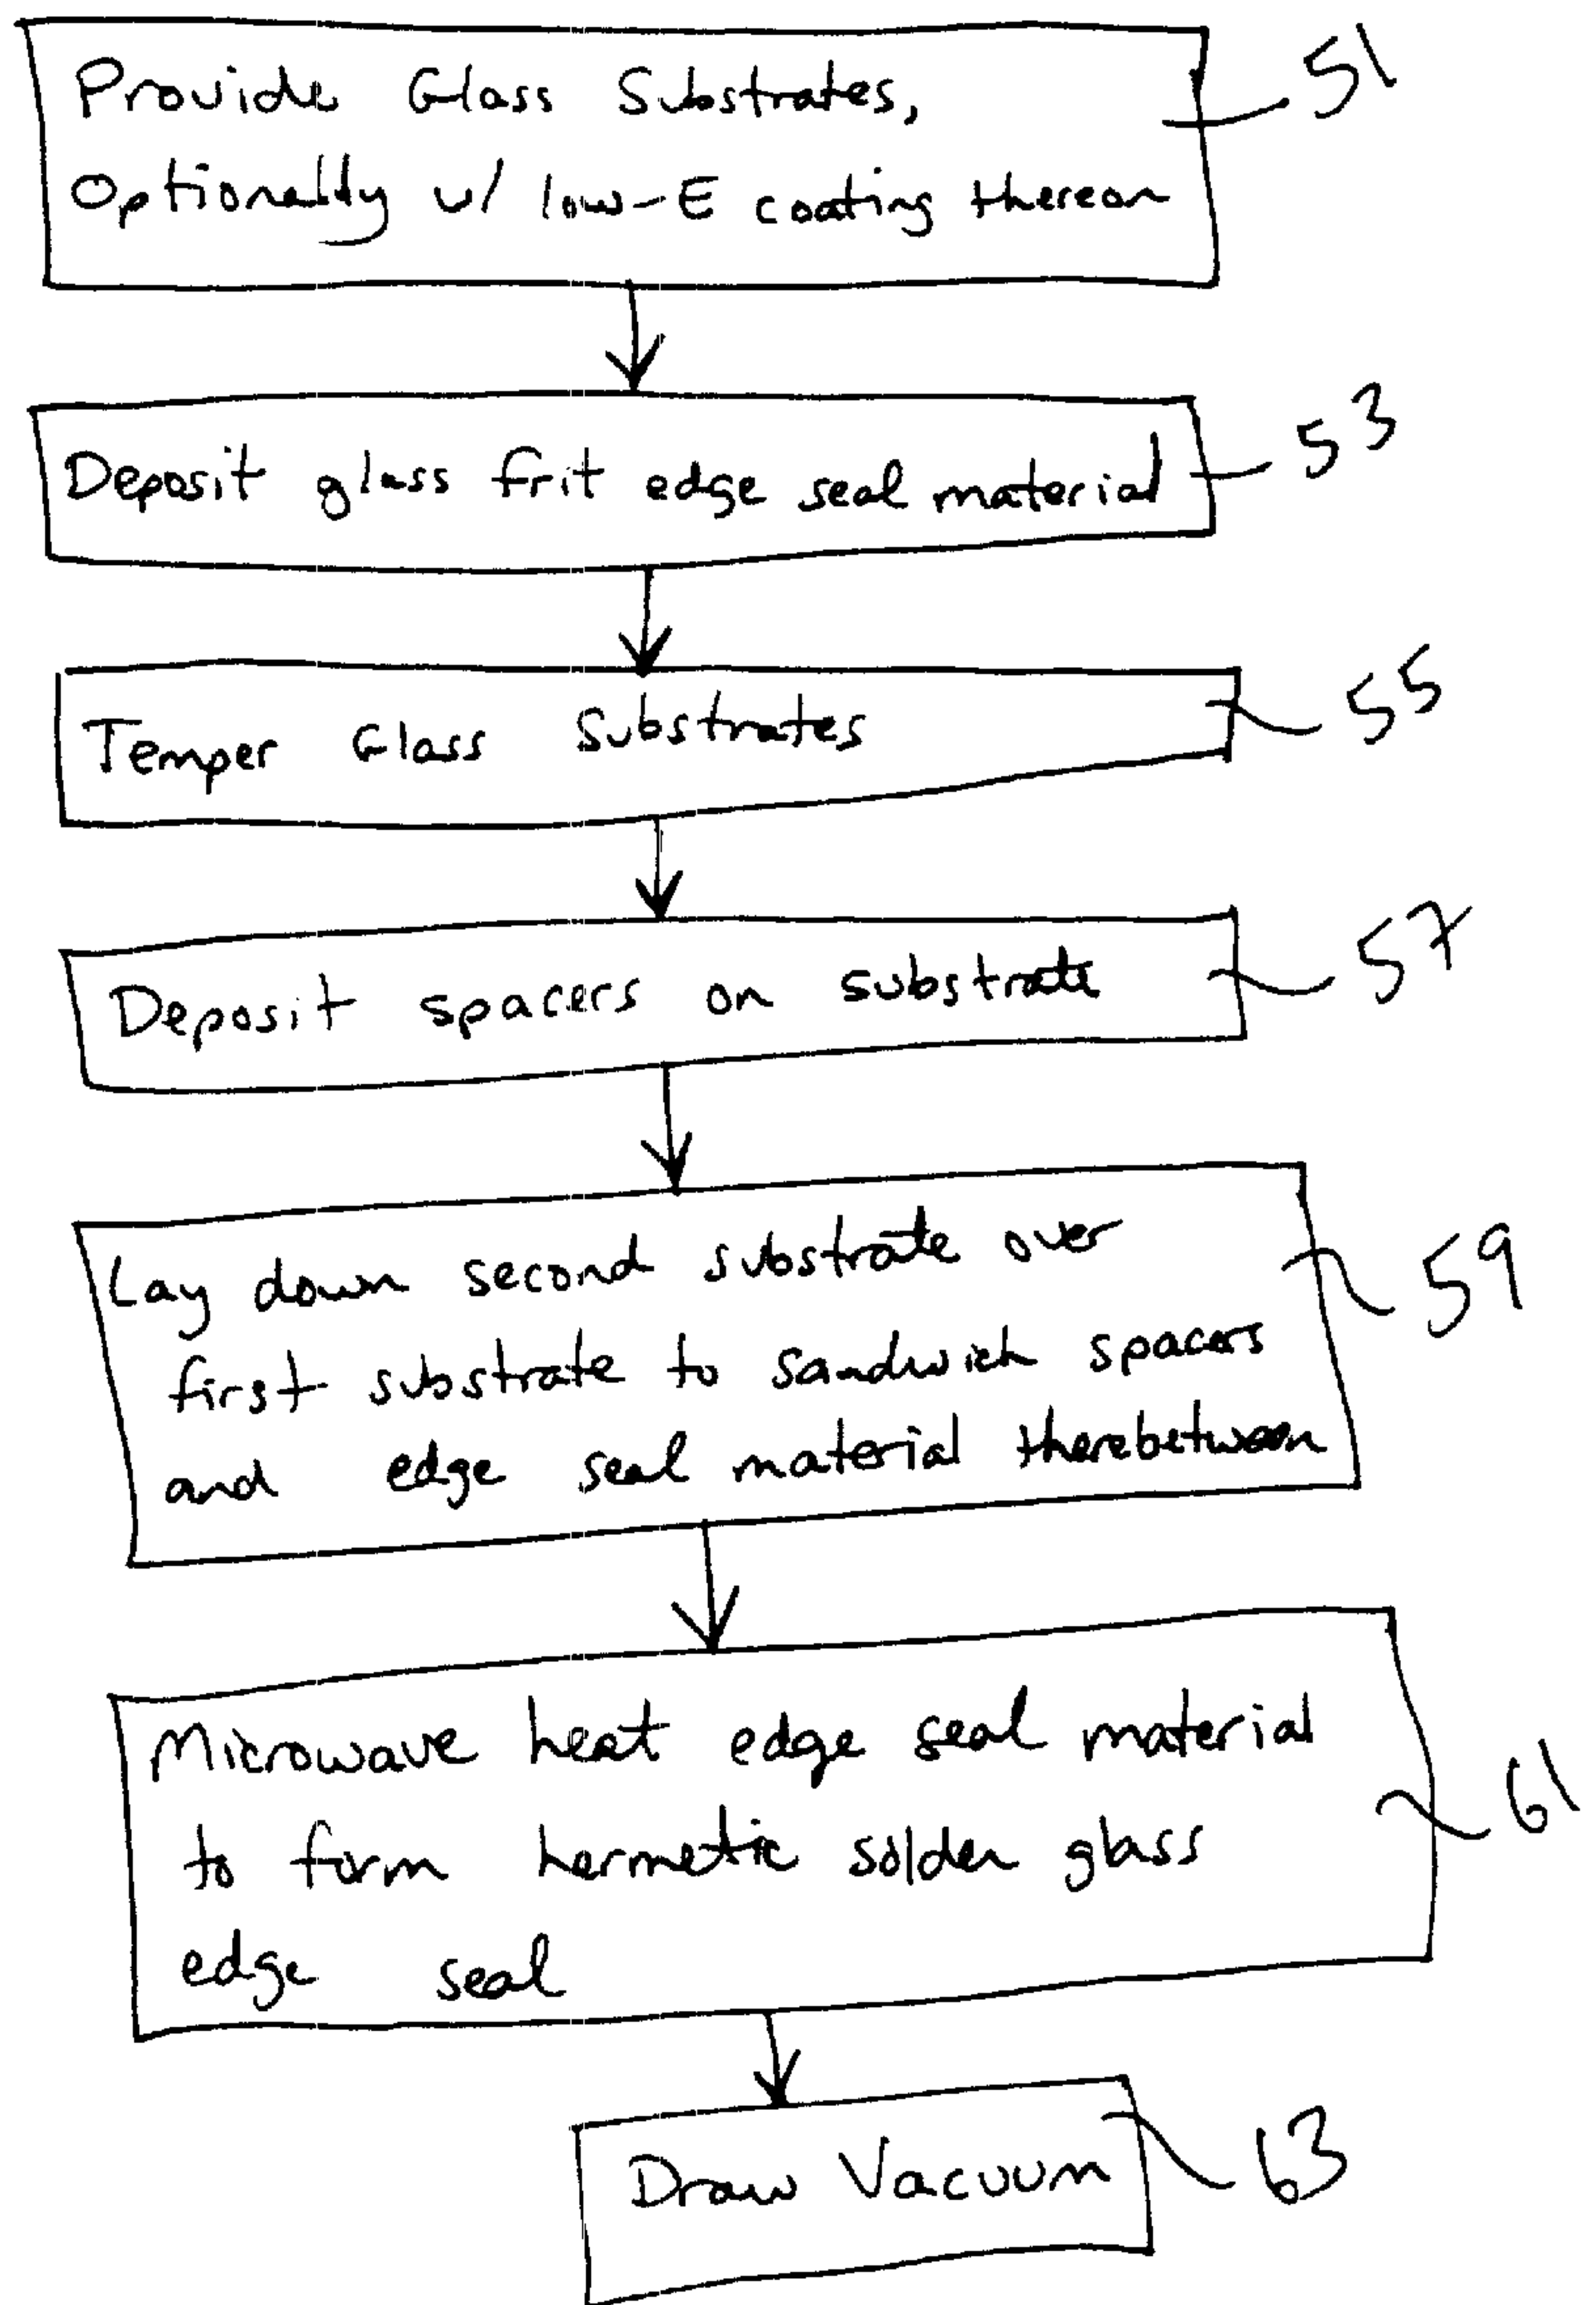 Provide Glass Substrates,
Optionally w/ low-E coating thereon
51
Deposit glass frit edge seal material
53
Temper Glass Substrates
55
Deposit spacers on substrate
57
Lay down second substrate over
first substrate to sandwich spacers
and edge seal material therebetween
59
Microwave heat edge seal material
to form hermetic solder glass
edge seal
61
Draw Vacuum
63